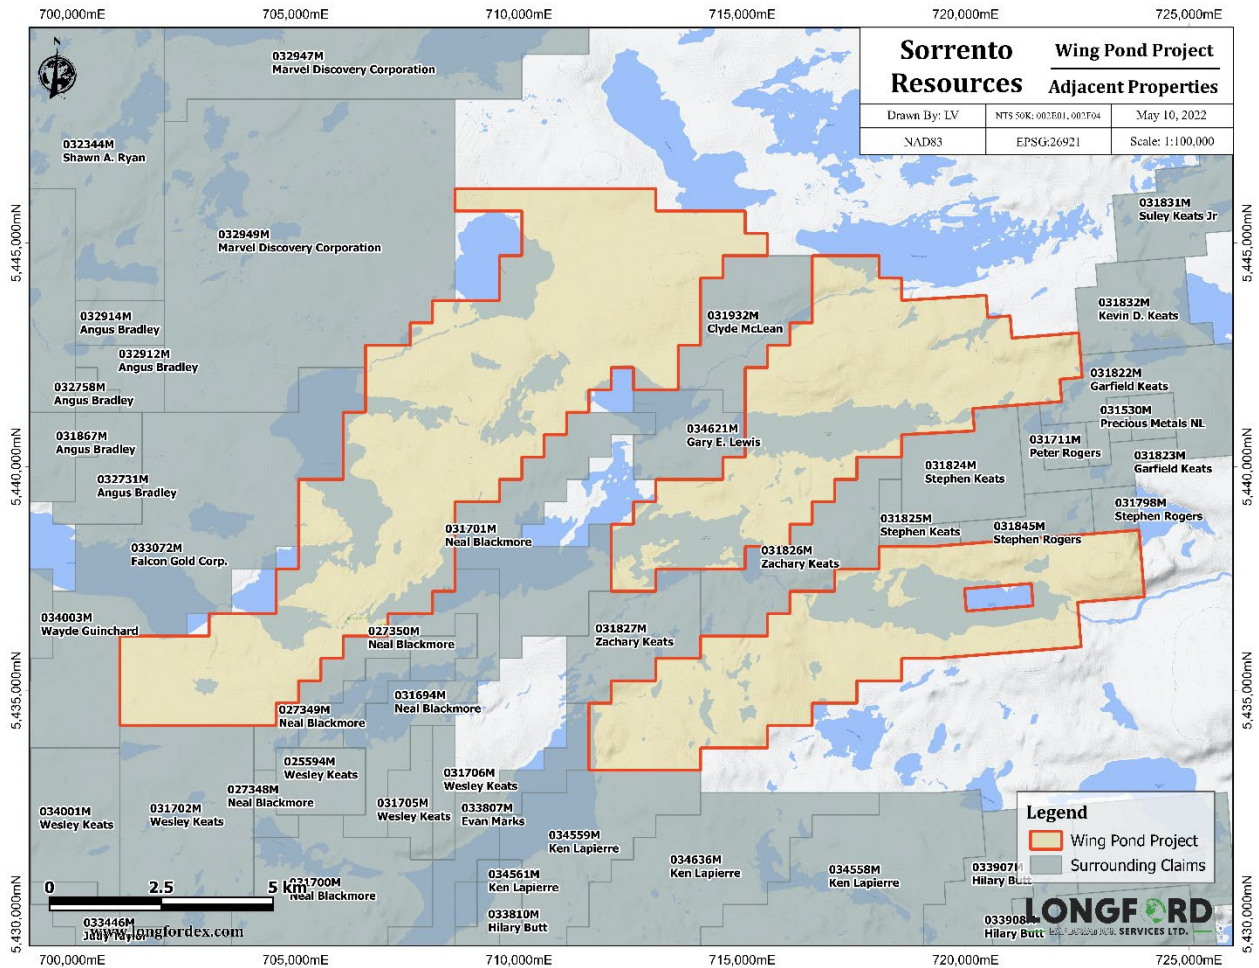 700,000mE 705,000mE 710,000mE 715,000mE 720,000mE 725,000mE
N
Sorrento
Resources
Wing Pond Project
Adjacent Properties
Drawn By: LV
NTS 50K: 002E01, 002F04
May 10, 2022
NAD83
EPSG:26921
Scale: 1:100,000
032947M
Marvel Discovery Corporation
032344M
Shawn A. Ryan
031831M
Suley Keats Jr
032949M
Marvel Discovery Corporation
5,445,000mN
5,445,000mN
031832M
Kevin D. Keats
032914M
Angus Bradley
031932M
Clyde McLean
032912M
Angus Bradley
032758M
Angus Bradley
031822M
Garfield Keats
031530M
Precious Metals NL
031867M
Angus Bradley
034621M
Gary E. Lewis
031711M
Peter Rogers
031823M
Garfield Keats
5,440,000mN
5,440,000mN
032731M
Angus Bradley
031824M
Stephen Keats
031798M
Stephen Rogers
031825M
Stephen Keats
031845M
Stephen Rogers
031701M
Neal Blackmore
033072M
Falcon Gold Corp.
031826M
Zachary Keats
034003M
Wayde Guinchard
027350M
Neal Blackmore
031827M
Zachary Keats
5,435,000mN
5,435,000mN
031694M
Neal Blackmore
027349M
Neal Blackmore
025594M
Wesley Keats
031706M
Wesley Keats
027348M
Neal Blackmore
034001M
Wesley Keats
031702M
Wesley Keats
031705M
Wesley Keats
033807M
Evan Marks
034559M
Ken Lapierre
034636M
Ken Lapierre
034558M
Ken Lapierre
034561M
Ken Lapierre
033907M
Hilary Butt
Legend
Wing Pond Project
Surrounding Claims
031700M
Neal Blackmore
0 2.5 5 km
033810M
Hilary Butt
033908M
Hilary Butt
033446M
Judy Taylor
www.longfordex.com
LONGFORD
EXPLORATION SERVICES LTD.
5,430,000mN
5,430,000mN
700,000mE 705,000mE 710,000mE 715,000mE 720,000mE 725,000mE